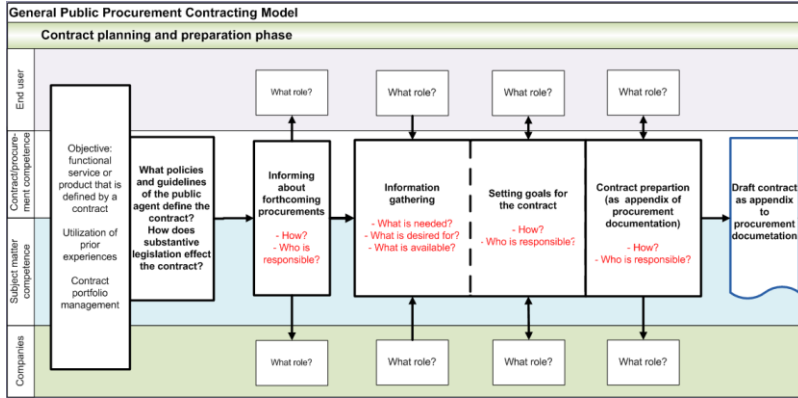 General Public Procurement Contracting Model
Contract planning and preparation phase
End user
What role?
What role?
What role?
What role?
Contract/procure-
ment competence
Subject matter
competence
Objective:
functional
service or
product that is
defined by a
contract
Utilization of
prior
experiences
Contract
portfolio
management
What policies
and guidelines
of the public
agent define the
contract?
How does
substantive
legislation effect
the contract?
Informing
about
forthcoming
procurements
- How?
- Who is
responsible?
Information
gathering
- What is needed?
- What is desired for?
- What is available?
Setting goals for
the contract
- How?
- Who is responsible?
Contract prepartion
(as appendix of
procurement
documentation)
- How?
- Who is responsible?
Draft contract
as appendix
to
procurement
documetation
Companies
What role?
What role?
What role?
What role?